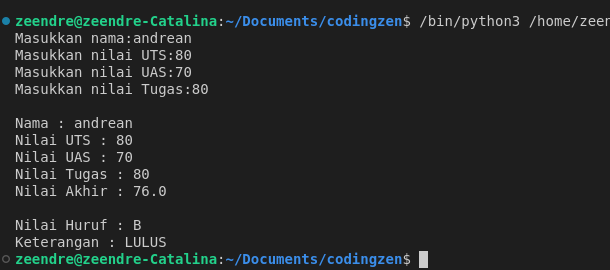 zeendre@zeendre-Catalina:~/Documents/codingzen$ /bin/python3 /home/zeen
Masukkan nama:andrean
Masukkan nilai UTS:80
Masukkan nilai UAS:70
Masukkan nilai Tugas:80
Nama : andrean
Nilai UTS : 80
Nilai UAS : 70
Nilai Tugas : 80
Nilai Akhir : 76.0
Nilai Huruf : B
Keterangan : LULUS
zeendre@zeendre-Catalina:~/Documents/codingzen$